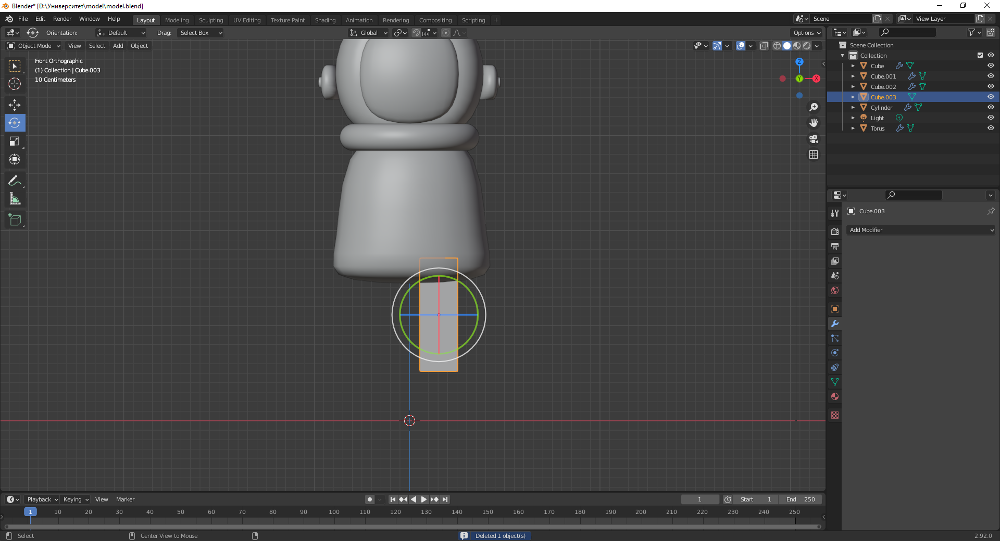 Blender* [D:\Университет\model\model.blend]
File Edit Render Window Help Layout Modeling Sculpting UV Editing Texture Paint Shading Animation Rendering Compositing Scripting + Scene View Layer
Orientation: Default Drag: Select Box Global Options
Object Mode View Select Add Object
Front Orthographic
(1) Collection | Cube.003
10 Centimeters
Z
Y
X
Scene Collection
Collection
Cube
Cube.001
Cube.002
Cube.003
Cylinder
Light
Torus
Cube.003
Add Modifier
Playback Keying View Marker 1 Start 1 End 250
1 10 20 30 40 50 60 70 80 90 100 110 120 130 140 150 160 170 180 190 200 210 220 230 240 250
Select Center View to Mouse Deleted 1 object(s) 2.92.0